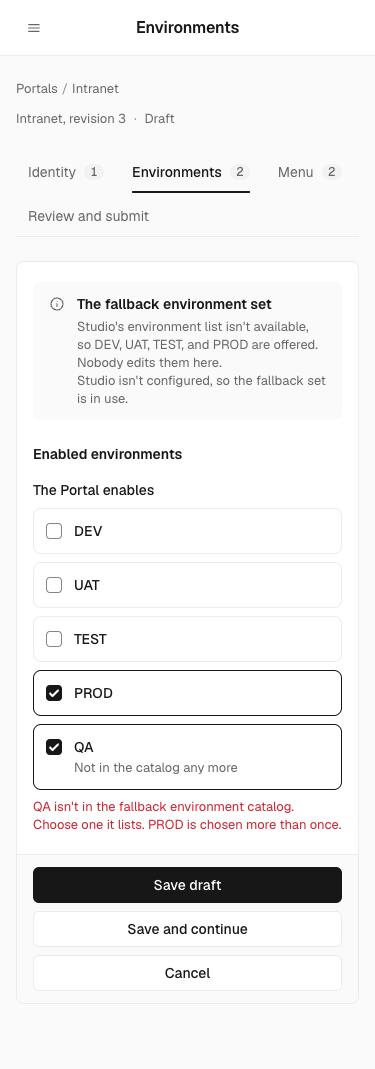 Environments
Portals / Intranet
Intranet, revision 3 · Draft
Identity 1 Environments 2 Menu 2
Review and submit
The fallback environment set
Studio's environment list isn't available,
so DEV, UAT, TEST, and PROD are offered.
Nobody edits them here.
Studio isn't configured, so the fallback set
is in use.
Enabled environments
The Portal enables
DEV
UAT
TEST
PROD
QA
Not in the catalog any more
QA isn't in the fallback environment catalog.
Choose one it lists. PROD is chosen more than once.
Save draft
Save and continue
Cancel